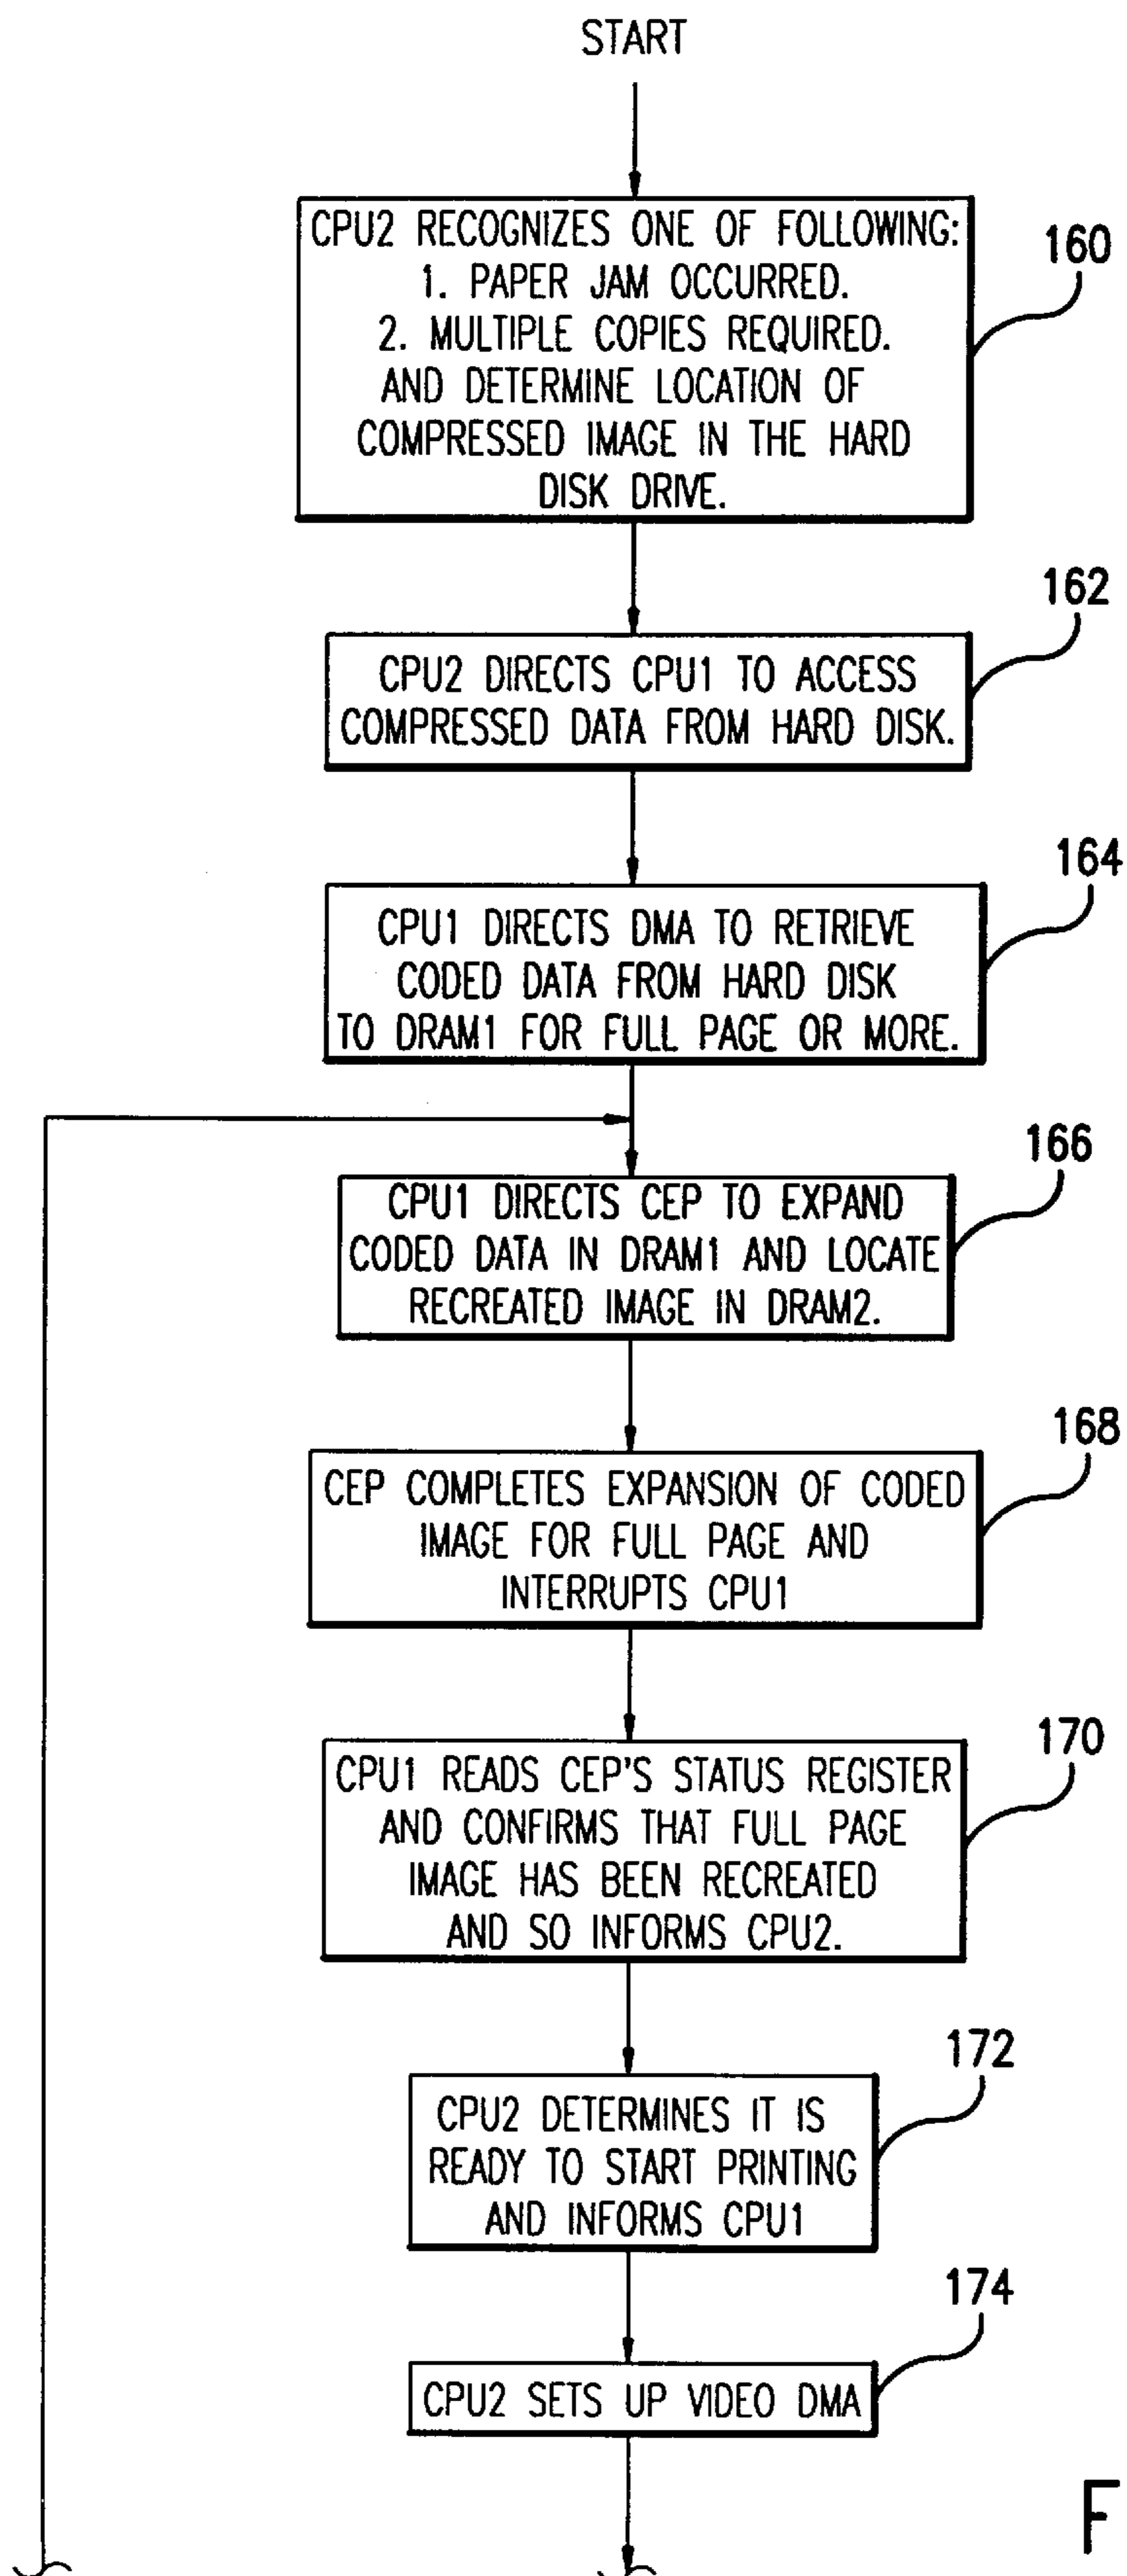 START
CPU2 RECOGNIZES ONE OF FOLLOWING:
1. PAPER JAM OCCURRED.
2. MULTIPLE COPIES REQUIRED.
AND DETERMINE LOCATION OF
COMPRESSED IMAGE IN THE HARD
DISK DRIVE.
160
CPU2 DIRECTS CPU1 TO ACCESS
COMPRESSED DATA FROM HARD DISK.
162
CPU1 DIRECTS DMA TO RETRIEVE
CODED DATA FROM HARD DISK
TO DRAM1 FOR FULL PAGE OR MORE.
164
CPU1 DIRECTS CEP TO EXPAND
CODED DATA IN DRAM1 AND LOCATE
RECREATED IMAGE IN DRAM2.
166
CEP COMPLETES EXPANSION OF CODED
IMAGE FOR FULL PAGE AND
INTERRUPTS CPU1
168
CPU1 READS CEP'S STATUS REGISTER
AND CONFIRMS THAT FULL PAGE
IMAGE HAS BEEN RECREATED
AND SO INFORMS CPU2.
170
CPU2 DETERMINES IT IS
READY TO START PRINTING
AND INFORMS CPU1
172
CPU2 SETS UP VIDEO DMA
174
F